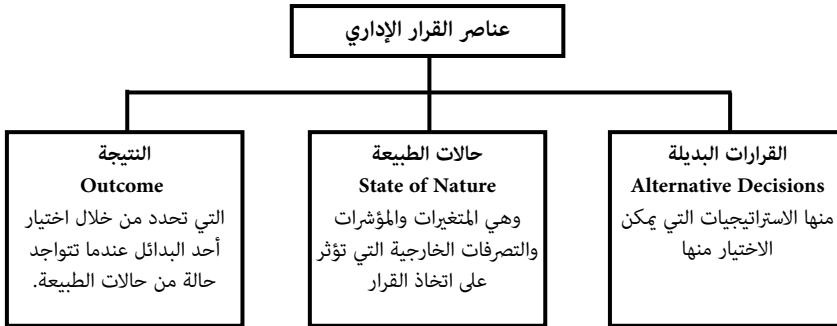 عناصر القرار الإداري
القرارات البديلة
Alternative Decisions
منها الاستراتيجيات التي يمكن
الاختيار منها
حالات الطبيعة
State of Nature
وهي المتغيرات والمؤشرات
والتصرفات الخارجية التي تؤثر
على اتخاذ القرار
النتيجة
Outcome
التي تحدد من خلال اختيار
أحد البدائل عندما تتواجد
حالة من حالات الطبيعة.